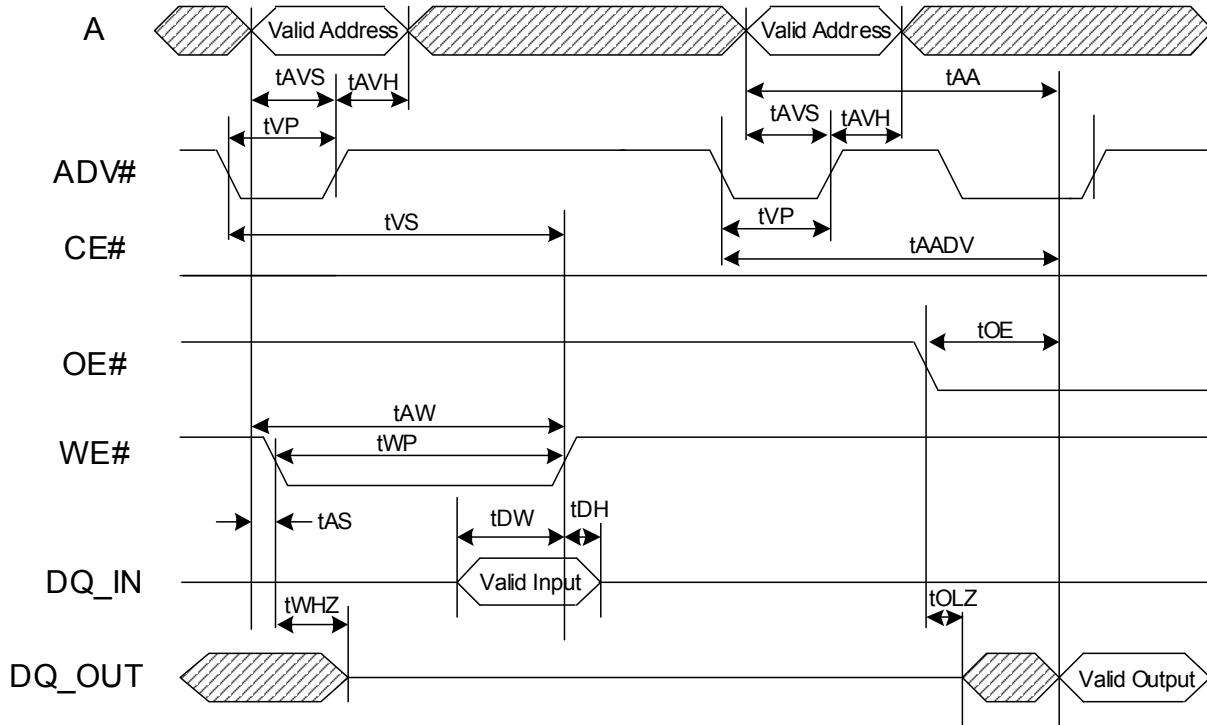 A
Valid Address
Valid Address
tAVS
tAVH
tAA
tVP
tAVS
tAVH
ADV#
tVP
tVS
CE#
tAADV
tOE
OE#
tAW
WE#
tWP
tAS
tDW
tDH
DQ_IN
Valid Input
tWHZ
tOLZ
DQ_OUT
Valid Output